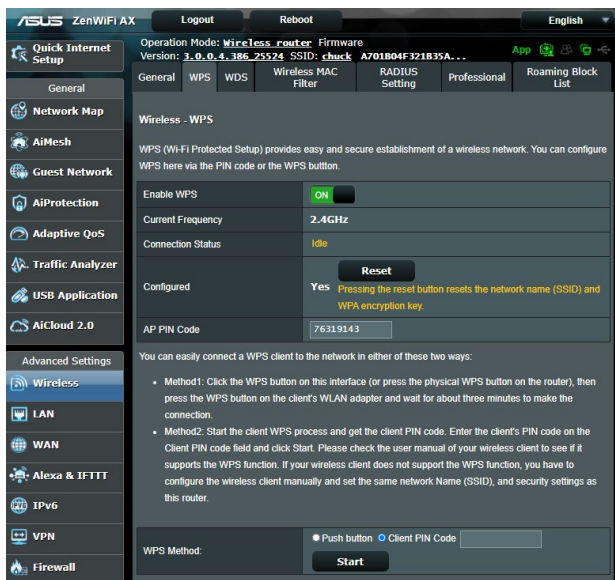 ASUS ZenWiFi AX
Logout
Reboot
English
Quick Internet
Setup
Operation Mode: Wireless router Firmware
Version: 3.0.0.4.386_25524 SSID: chuck A701B04F321B35A...
App
General
WPS
WDS
Wireless MAC
Filter
RADIUS
Setting
Professional
Roaming Block
List
General
Network Map
AiMesh
Guest Network
AiProtection
Adaptive QoS
Traffic Analyzer
USB Application
AiCloud 2.0
Advanced Settings
Wireless
LAN
WAN
Alexa & IFTTT
IPv6
VPN
Firewall
Wireless - WPS
WPS (Wi-Fi Protected Setup) provides easy and secure establishment of a wireless network. You can configure
WPS here via the PIN code or the WPS buttton.
Enable WPS
ON
Current Frequency
2.4GHz
Connection Status
Idle
Configured
Reset
Yes Pressing the reset button resets the network name (SSID) and
WPA encryption key.
AP PIN Code
76319143
You can easily connect a WPS client to the network in either of these two ways:
• Method1: Click the WPS button on this interface (or press the physical WPS button on the router), then
press the WPS button on the client's WLAN adapter and wait for about three minutes to make the
connection.
• Method2: Start the client WPS process and get the client PIN code. Enter the client's PIN code on the
Client PIN code field and click Start. Please check the user manual of your wireless client to see if it
supports the WPS function. If your wireless client does not support the WPS function, you have to
configure the wireless client manually and set the same network Name (SSID), and security settings as
this router.
WPS Method:
Push button Client PIN Code
Start